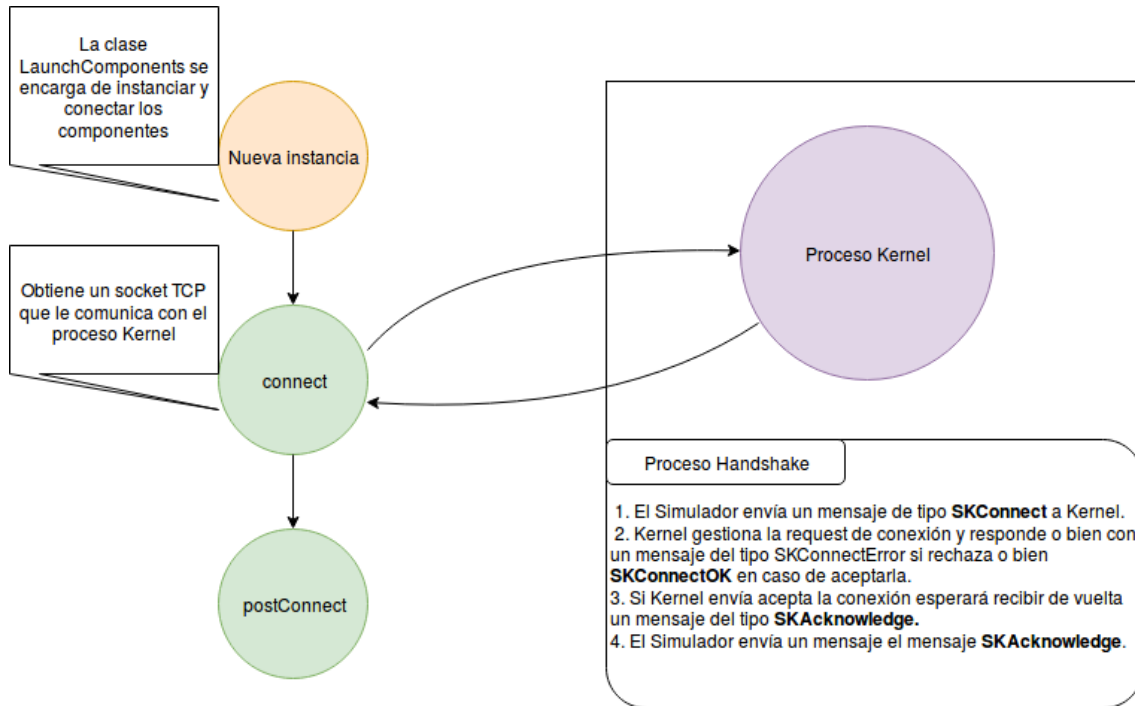 La clase
LaunchComponents se
encarga de instanciar y
conectar los
componentes
Nueva instancia
Obtiene un socket TCP
que le comunica con el
proceso Kernel
connect
postConnect
Proceso Kernel
Proceso Handshake
1. El Simulador envía un mensaje de tipo SKConnect a Kernel.
2. Kernel gestiona la request de conexión y responde o bien con
un mensaje del tipo SKConnectError si rechaza o bien
SKConnectOK en caso de aceptarla.
3. Si Kernel envía acepta la conexión esperará recibir de vuelta
un mensaje del tipo SKAcknowledge.
4. El Simulador envía un mensaje el mensaje SKAcknowledge.